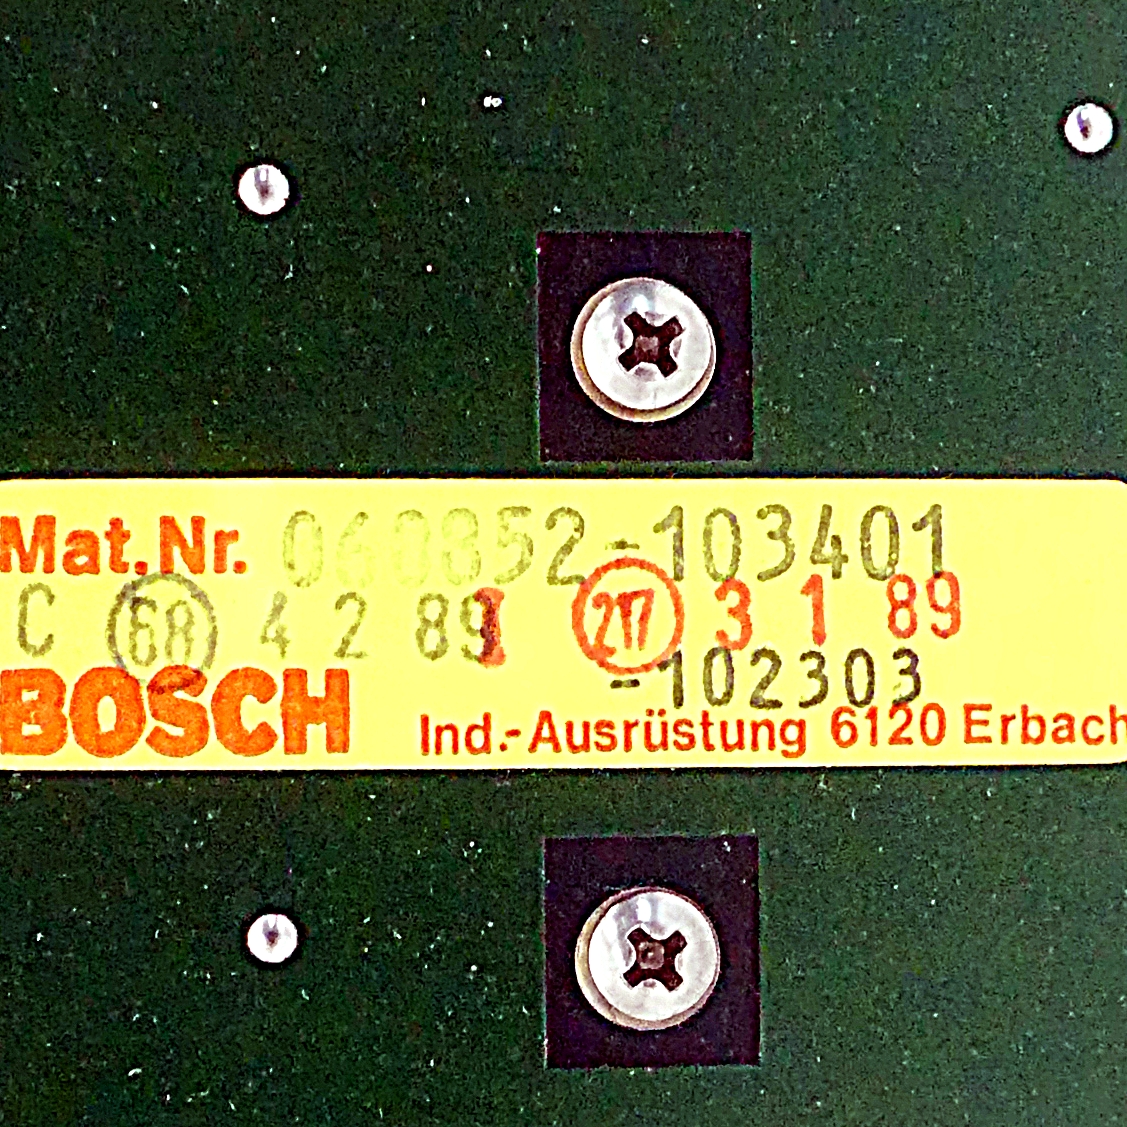 Mat.Nr. 060852-103401
C 68 4 2 89 I 217 3 1 89
-102303
BOSCH Ind.-Ausrüstung 6120 Erbach